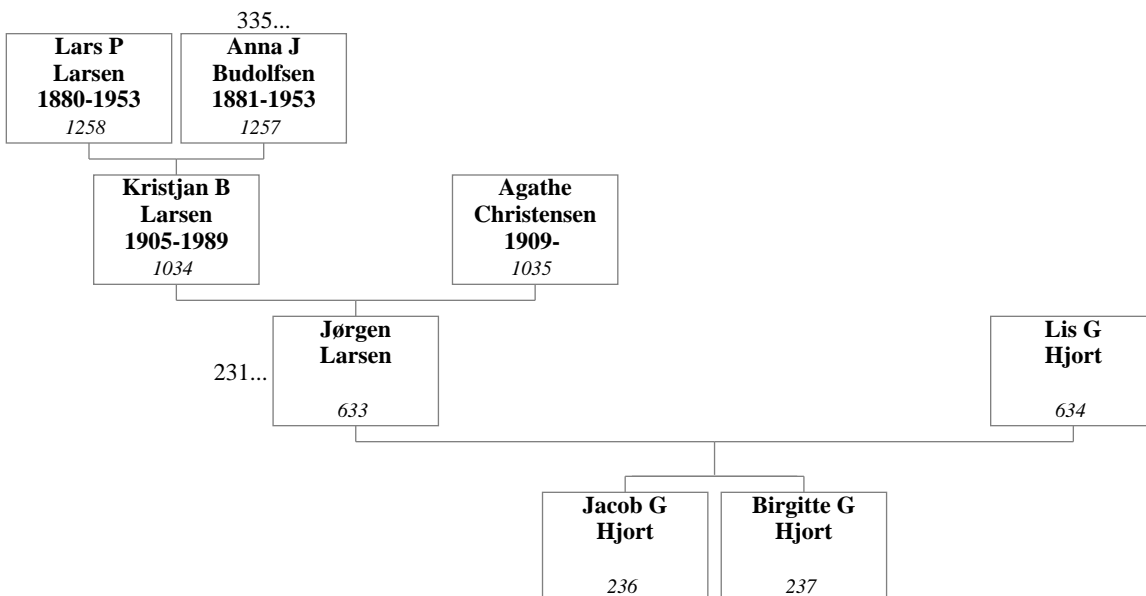 335...
Lars P
Larsen
1880-1953
1258
Anna J
Budolfsen
1881-1953
1257
Kristjan B
Larsen
1905-1989
1034
Agathe
Christensen
1909-
1035
231...
Jørgen
Larsen
633
Lis G
Hjort
634
Jacob G
Hjort
236
Birgitte G
Hjort
237